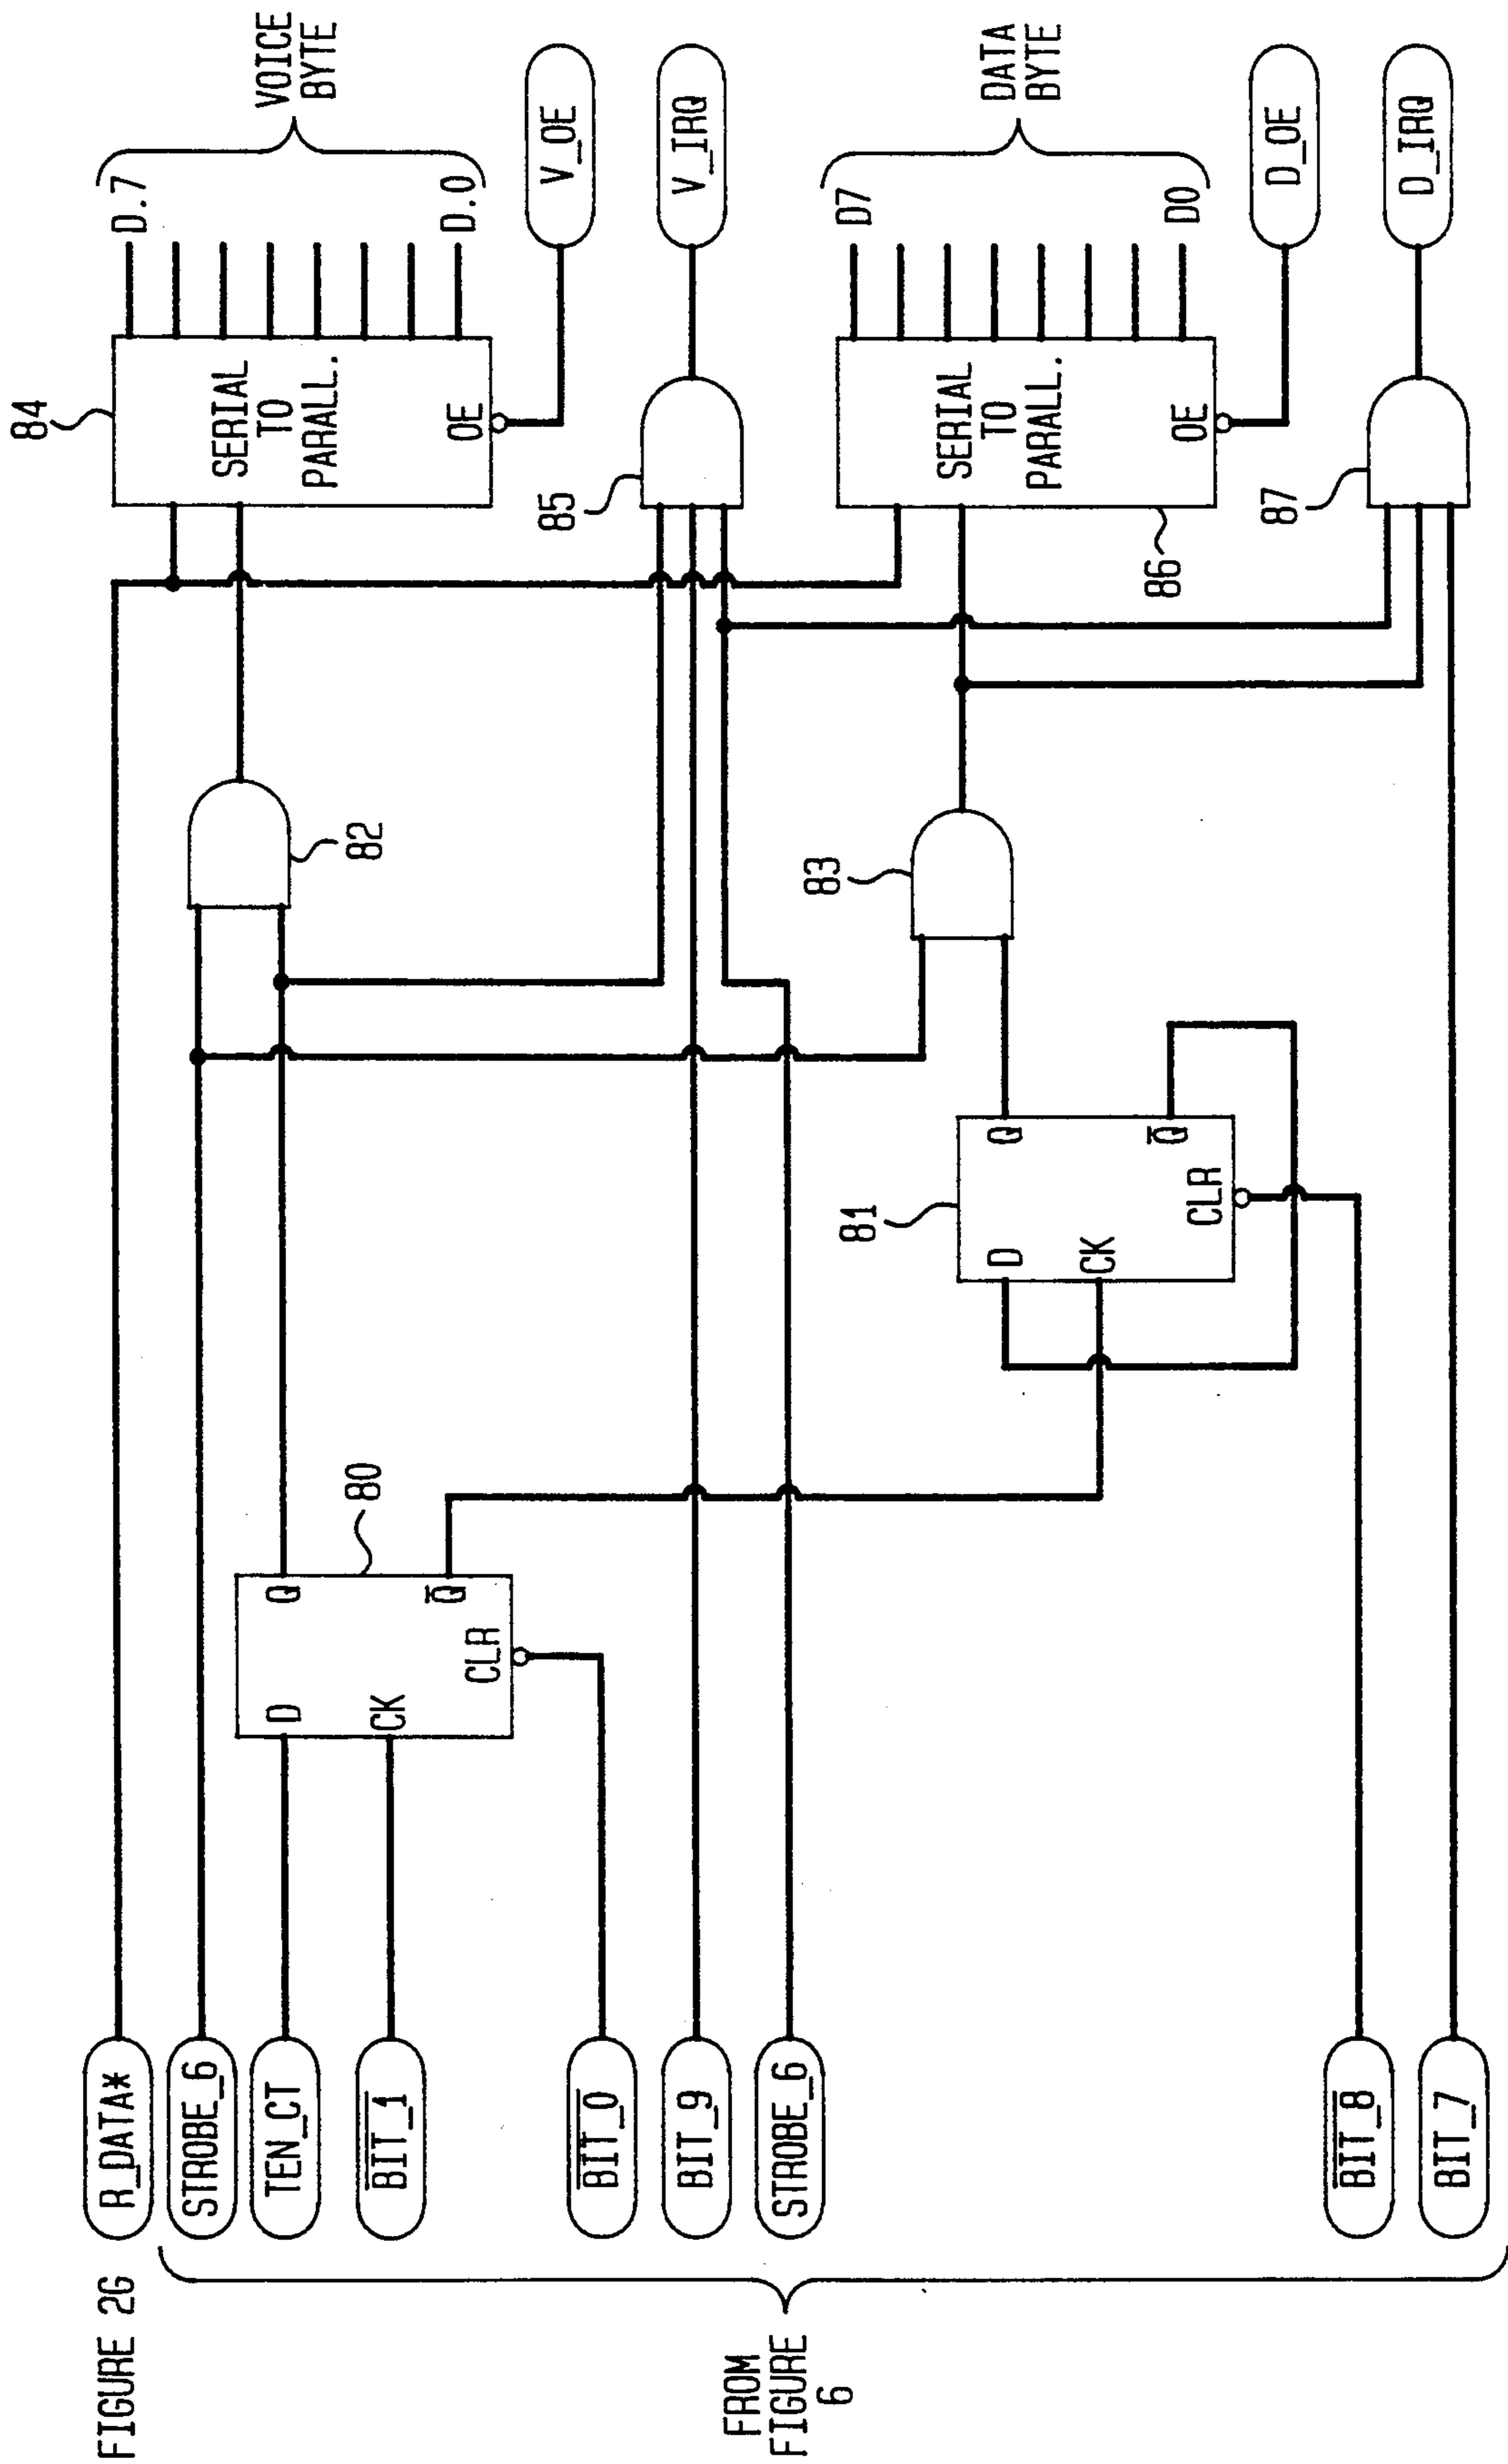 FIGURE 2G
R_DATA*
STROBE_6
TEN_CT
BIT_1
BIT_0
BIT_9
STROBE_6
BIT_8
BIT_7
FROM
FIGURE
6
D
CK
CLR
Q
Q
80
D
CK
CLR
Q
Q
81
82
83
84
SERIAL
TO
PARALL.
OE
D.7
D.0
VOICE
BYTE
V_OE
85
V_IRQ
SERIAL
TO
PARALL.
OE
86
D7
D0
DATA
BYTE
D_OE
87
D_IRQ